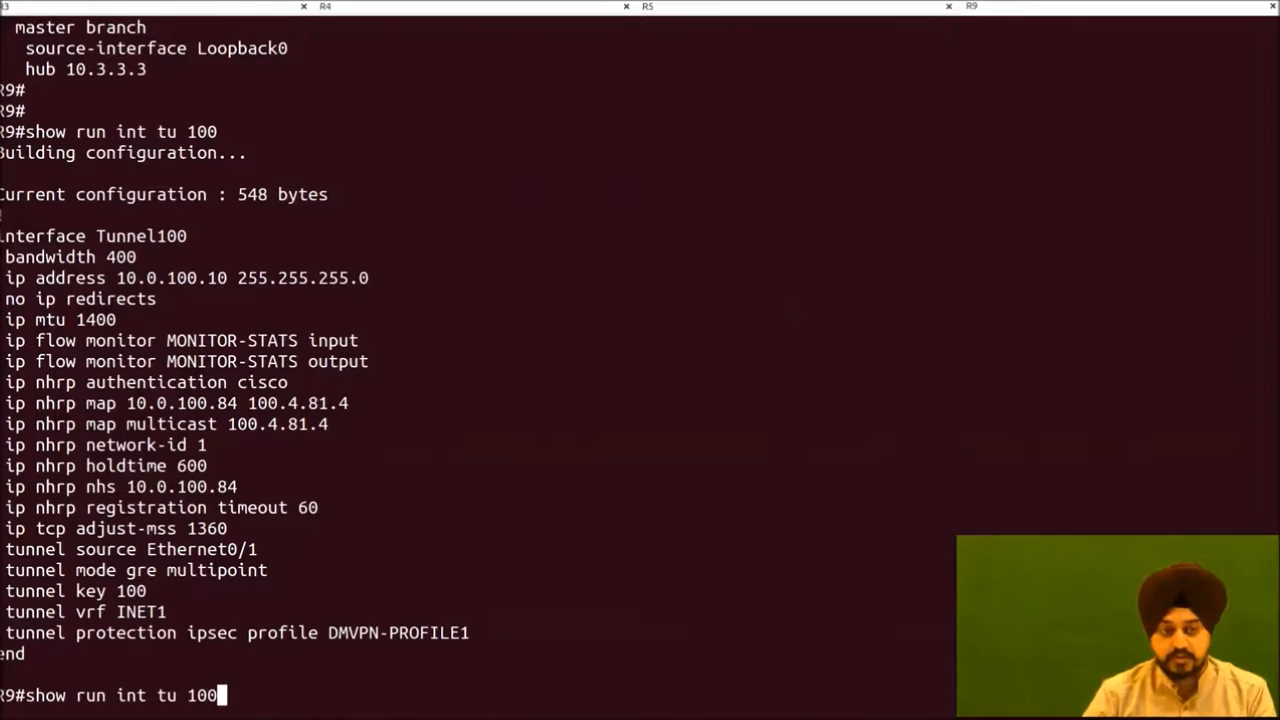 R3 × R4 × R5 × R9 ×
master branch
source-interface Loopback0
hub 10.3.3.3
R9#
R9#
R9#show run int tu 100
Building configuration...
Current configuration : 548 bytes
!
interface Tunnel100
bandwidth 400
ip address 10.0.100.10 255.255.255.0
no ip redirects
ip mtu 1400
ip flow monitor MONITOR-STATS input
ip flow monitor MONITOR-STATS output
ip nhrp authentication cisco
ip nhrp map 10.0.100.84 100.4.81.4
ip nhrp map multicast 100.4.81.4
ip nhrp network-id 1
ip nhrp holdtime 600
ip nhrp nhs 10.0.100.84
ip nhrp registration timeout 60
ip tcp adjust-mss 1360
tunnel source Ethernet0/1
tunnel mode gre multipoint
tunnel key 100
tunnel vrf INET1
tunnel protection ipsec profile DMVPN-PROFILE1
end
R9#show run int tu 100